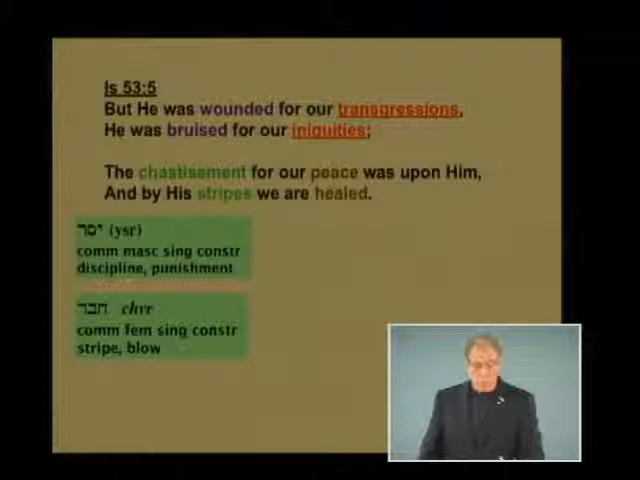 Is 53:5
But He was wounded for our transgressions,
He was bruised for our iniquities;
The chastisement for our peace was upon Him,
And by His stripes we are healed.
יסר (ysr)
comm masc sing constr
discipline, punishment
חבר chvr
comm fem sing constr
stripe, blow